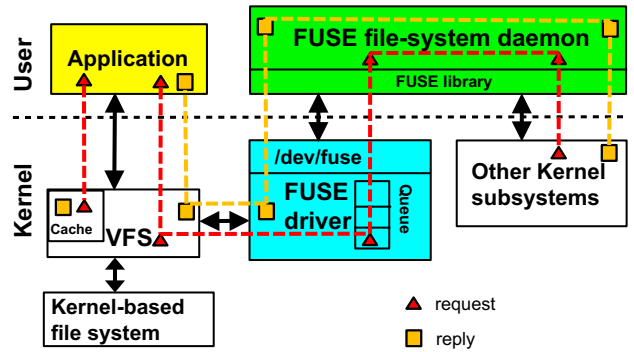 User
Application
FUSE file-system daemon
FUSE library
Kernel
/dev/fuse
FUSE
driver
Queue
Other Kernel
subsystems
Cache
VFS
Kernel-based
file system
request
reply